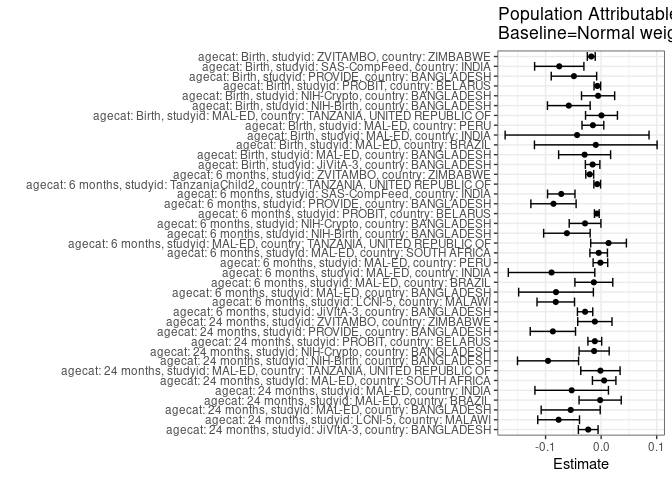 Population Attributable
Baseline=Normal weig
agecat: Birth, studyid: ZVITAMBO, country: ZIMBABWE
agecat: Birth, studyid: SAS-CompFeed, country: INDIA
agecat: Birth, studyid: PROVIDE, country: BANGLADESH
agecat: Birth, studyid: PROBIT, country: BELARUS
agecat: Birth, studyid: NIH-Crypto, country: BANGLADESH
agecat: Birth, studyid: NIH-Birth, country: BANGLADESH
agecat: Birth, studyid: MAL-ED, country: TANZANIA, UNITED REPUBLIC OF
agecat: Birth, studyid: MAL-ED, country: PERU
agecat: Birth, studyid: MAL-ED, country: INDIA
agecat: Birth, studyid: MAL-ED, country: BRAZIL
agecat: Birth, studyid: MAL-ED, country: BANGLADESH
agecat: Birth, studyid: JiVitA-3, country: BANGLADESH
agecat: 6 months, studyid: ZVITAMBO, country: ZIMBABWE
agecat: 6 months, studyid: TanzaniaChild2, country: TANZANIA, UNITED REPUBLIC OF
agecat: 6 months, studyid: SAS-CompFeed, country: INDIA
agecat: 6 months, studyid: PROVIDE, country: BANGLADESH
agecat: 6 months, studyid: PROBIT, country: BELARUS
agecat: 6 months, studyid: NIH-Crypto, country: BANGLADESH
agecat: 6 months, studyid: NIH-Birth, country: BANGLADESH
agecat: 6 months, studyid: MAL-ED, country: TANZANIA, UNITED REPUBLIC OF
agecat: 6 months, studyid: MAL-ED, country: SOUTH AFRICA
agecat: 6 months, studyid: MAL-ED, country: PERU
agecat: 6 months, studyid: MAL-ED, country: INDIA
agecat: 6 months, studyid: MAL-ED, country: BRAZIL
agecat: 6 months, studyid: MAL-ED, country: BANGLADESH
agecat: 6 months, studyid: LCNI-5, country: MALAWI
agecat: 6 months, studyid: JiVitA-3, country: BANGLADESH
agecat: 24 months, studyid: ZVITAMBO, country: ZIMBABWE
agecat: 24 months, studyid: PROVIDE, country: BANGLADESH
agecat: 24 months, studyid: PROBIT, country: BELARUS
agecat: 24 months, studyid: NIH-Crypto, country: BANGLADESH
agecat: 24 months, studyid: NIH-Birth, country: BANGLADESH
agecat: 24 months, studyid: MAL-ED, country: TANZANIA, UNITED REPUBLIC OF
agecat: 24 months, studyid: MAL-ED, country: SOUTH AFRICA
agecat: 24 months, studyid: MAL-ED, country: INDIA
agecat: 24 months, studyid: MAL-ED, country: BRAZIL
agecat: 24 months, studyid: MAL-ED, country: BANGLADESH
agecat: 24 months, studyid: LCNI-5, country: MALAWI
agecat: 24 months, studyid: JiVitA-3, country: BANGLADESH
-0.1 0.0 0.1
Estimate